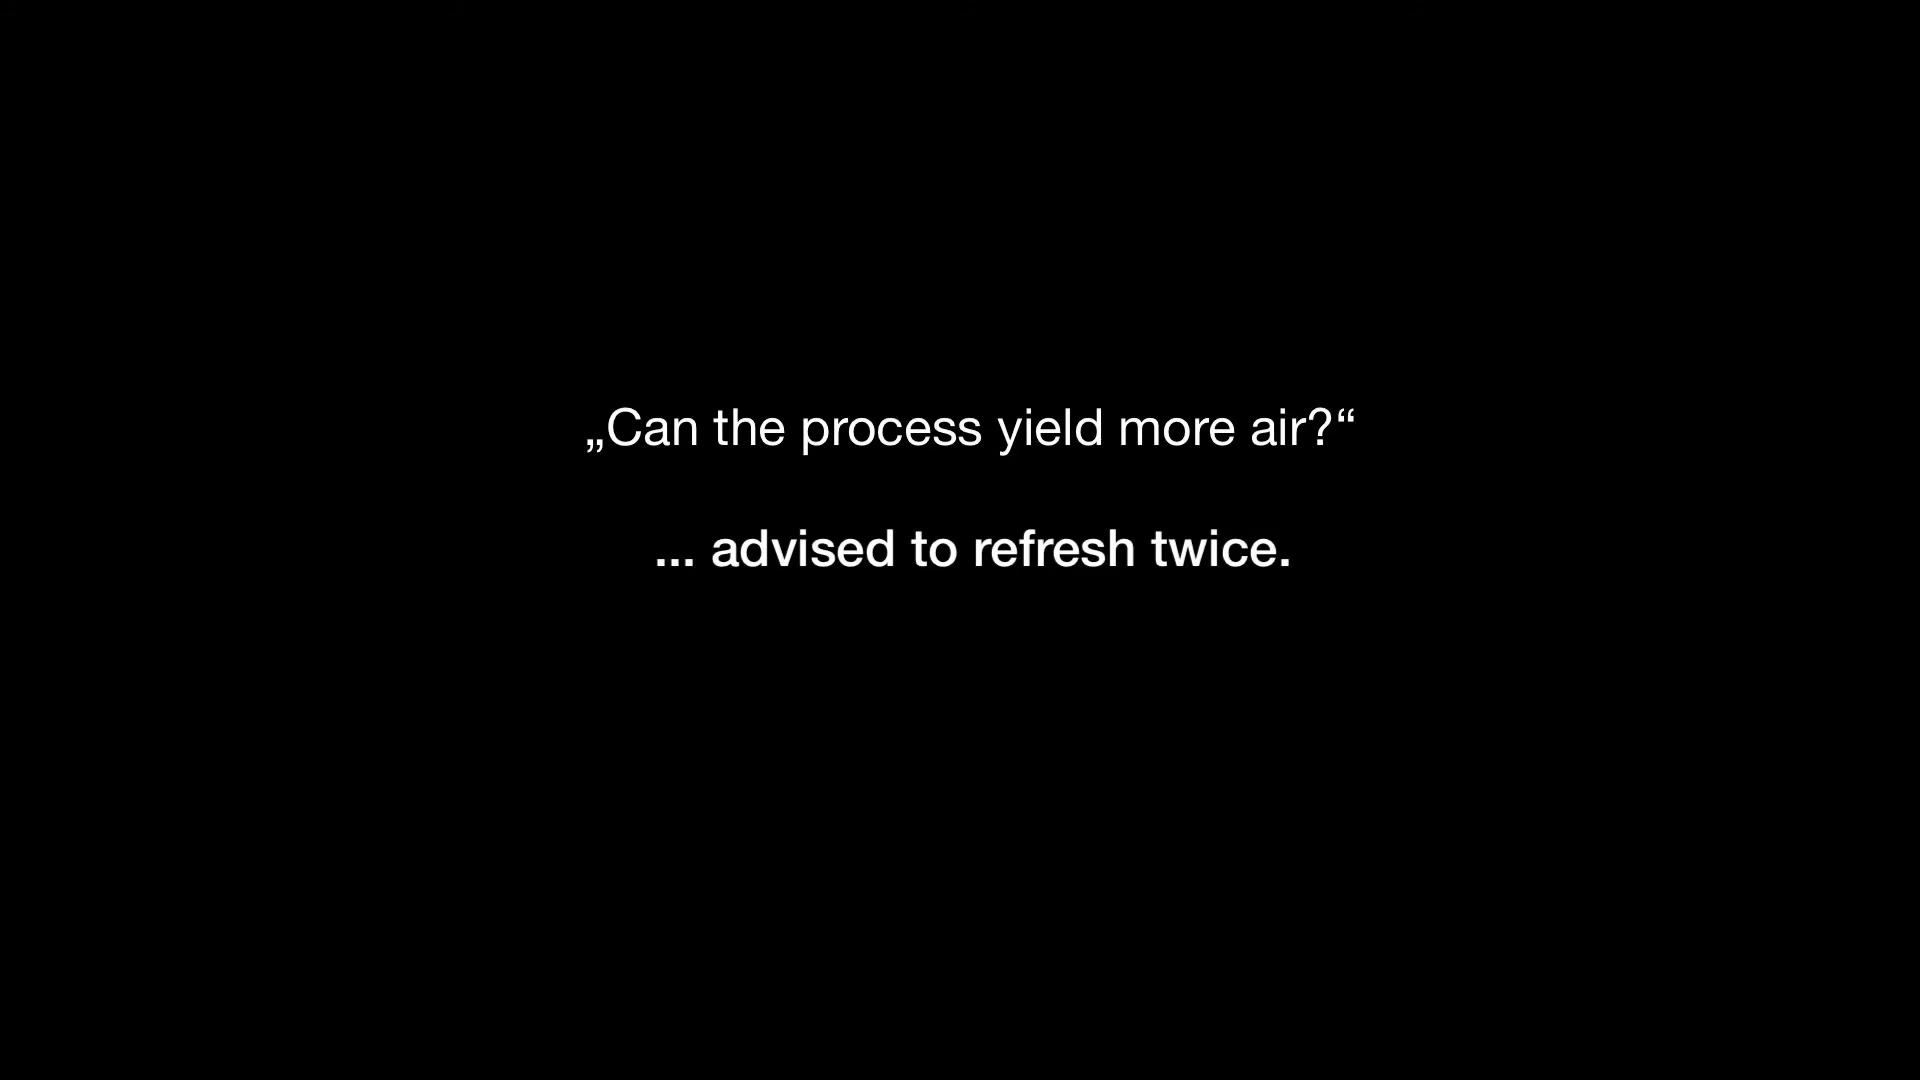 „Can the process yield more air?“
... advised to refresh twice.